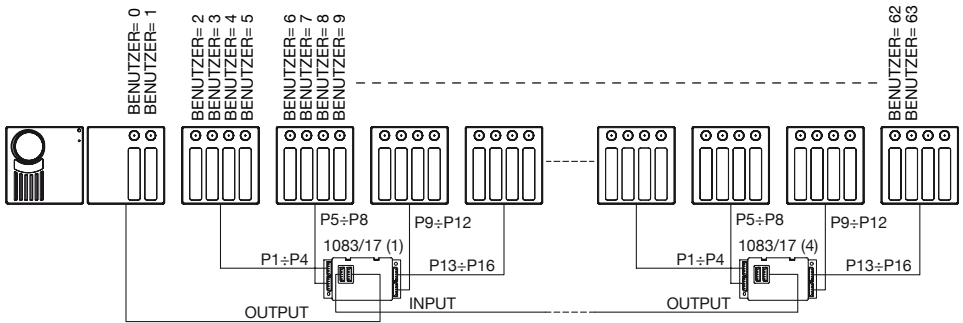 BENUTZER= 0
BENUTZER= 1
BENUTZER= 2
BENUTZER= 3
BENUTZER= 4
BENUTZER= 5
BENUTZER= 6
BENUTZER= 7
BENUTZER= 8
BENUTZER= 9
BENUTZER= 62
BENUTZER= 63
P5÷P8
P9÷P12
P5÷P8
P9÷P12
1083/17 (1)
1083/17 (4)
P1÷P4
P13÷P16
P1÷P4
P13÷P16
OUTPUT
INPUT
OUTPUT